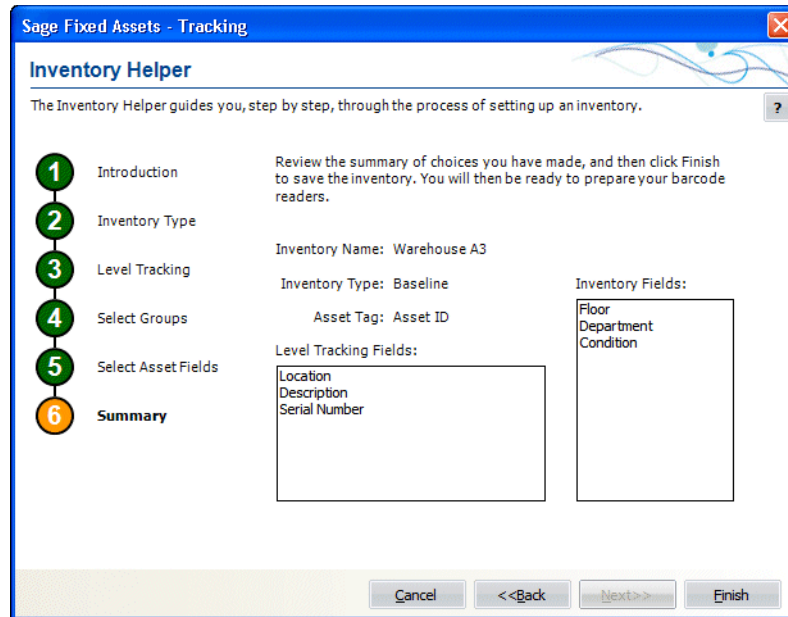 Sage Fixed Assets - Tracking
Inventory Helper
The Inventory Helper guides you, step by step, through the process of setting up an inventory.
?
1 Introduction
2 Inventory Type
3 Level Tracking
4 Select Groups
5 Select Asset Fields
6 Summary
Review the summary of choices you have made, and then click Finish
to save the inventory. You will then be ready to prepare your barcode
readers.
Inventory Name: Warehouse A3
Inventory Type: Baseline
Asset Tag: Asset ID
Level Tracking Fields:
Location
Description
Serial Number
Inventory Fields:
Floor
Department
Condition
Cancel
<<Back
Next>>
Finish